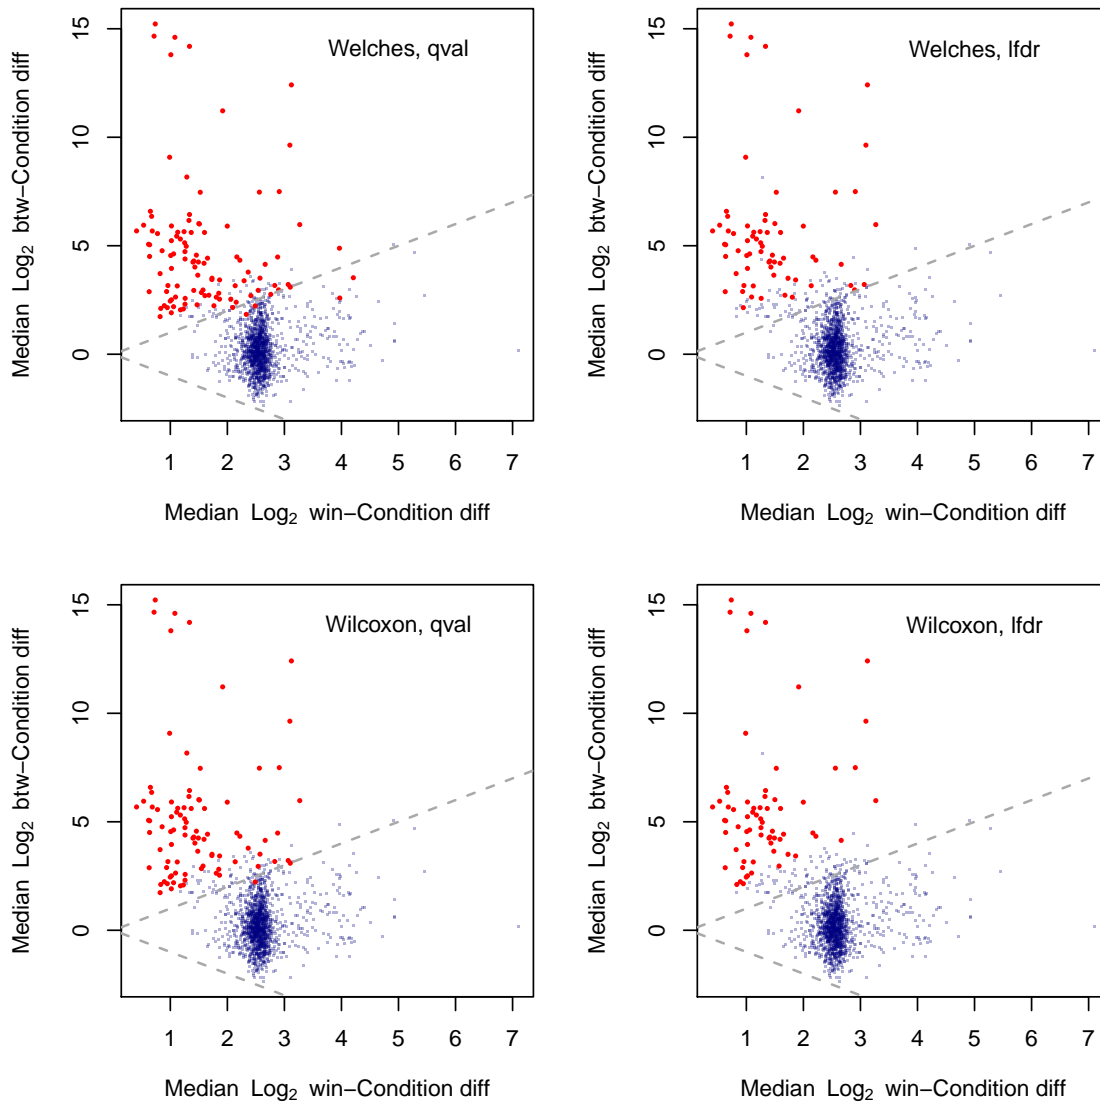 Welches, qval
Median Log2 btw−Condition diff
15
10
5
0
1 2 3 4 5 6 7
Median Log2 win−Condition diff
Welches, lfdr
Median Log2 btw−Condition diff
15
10
5
0
1 2 3 4 5 6 7
Median Log2 win−Condition diff
Wilcoxon, qval
Median Log2 btw−Condition diff
15
10
5
0
1 2 3 4 5 6 7
Median Log2 win−Condition diff
Wilcoxon, lfdr
Median Log2 btw−Condition diff
15
10
5
0
1 2 3 4 5 6 7
Median Log2 win−Condition diff